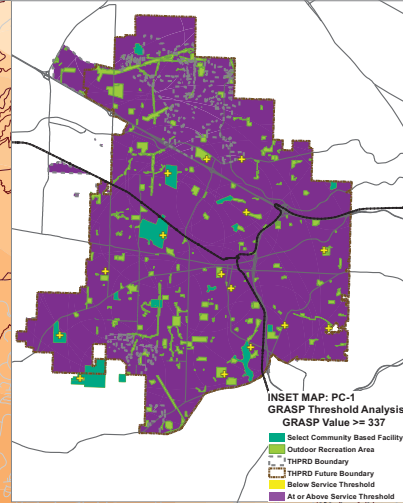 INSET MAP: PC-1
GRASP Threshold Analysis
GRASP Value >= 337
Select Community Based Facility
Outdoor Recreation Area
THPRD Boundary
THPRD Future Boundary
Below Service Threshold
At or Above Service Threshold